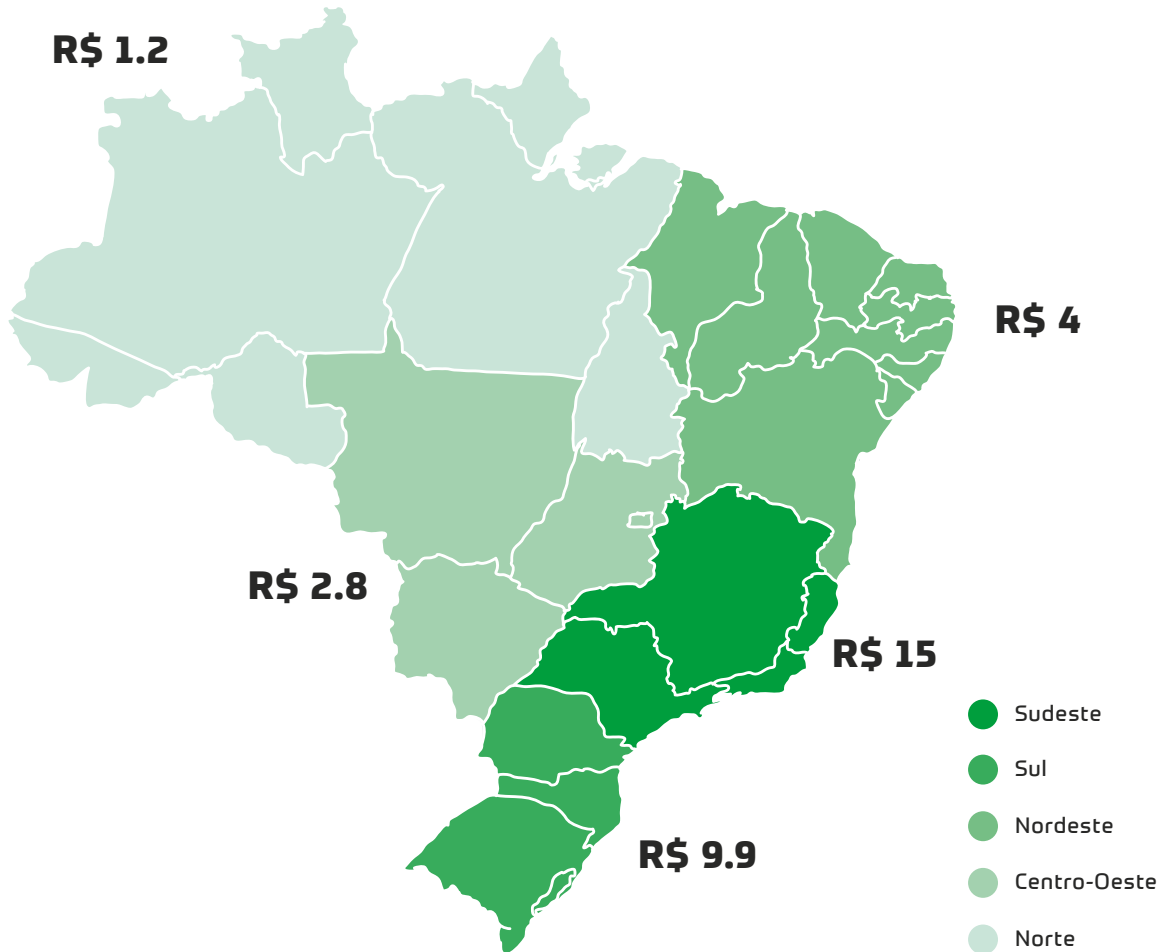 R$ 1.2
R$ 4
R$ 2.8
R$ 15
R$ 9.9
Sudeste
Sul
Nordeste
Centro-Oeste
Norte